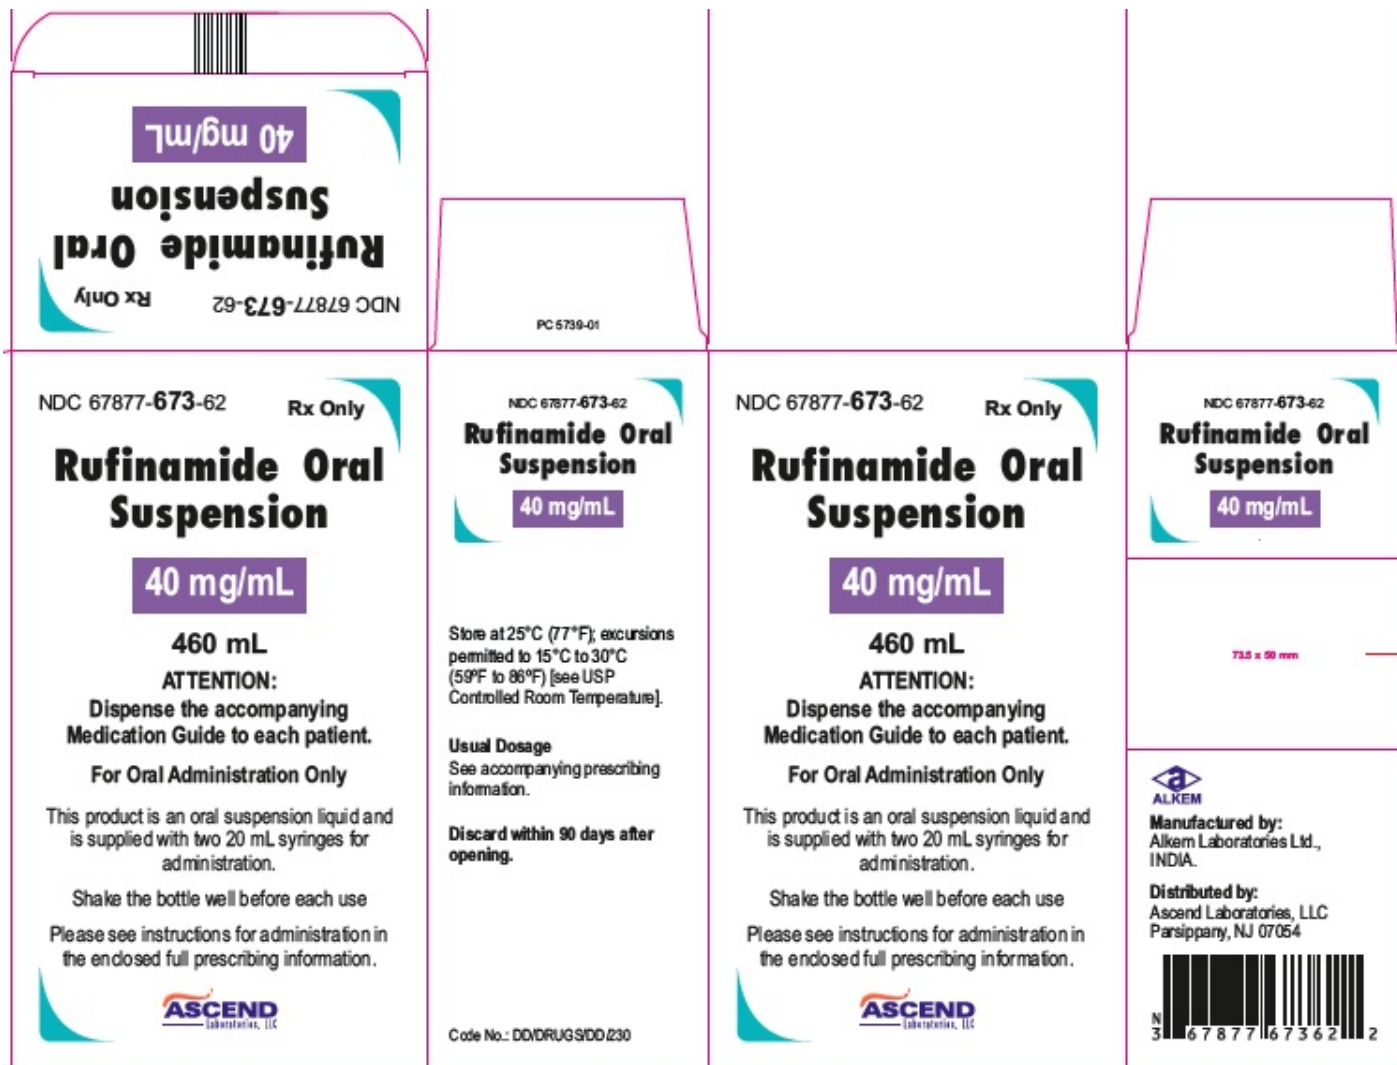 40 mg/mL
Rufinamide Oral
Suspension
NDC 67877-673-62
Rx Only
PC 5739-01
NDC 67877-673-62
Rx Only
Rufinamide Oral
Suspension
40 mg/mL
460 mL
ATTENTION:
Dispense the accompanying
Medication Guide to each patient.
For Oral Administration Only
This product is an oral suspension liquid and
is supplied with two 20 mL syringes for
administration.
Shake the bottle well before each use
Please see instructions for administration in
the enclosed full prescribing information.
ASCEND
Laboratories, LLC
NDC 67877-673-62
Rufinamide Oral
Suspension
40 mg/mL
Store at 25°C (77°F); excursions
permitted to 15°C to 30°C
(59ºF to 86ºF) [see USP
Controlled Room Temperature].
Usual Dosage
See accompanying prescribing
information.
Discard within 90 days after
opening.
Code No.: DD/DRUGS/DD/230
NDC 67877-673-62
Rx Only
Rufinamide Oral
Suspension
40 mg/mL
460 mL
ATTENTION:
Dispense the accompanying
Medication Guide to each patient.
For Oral Administration Only
This product is an oral suspension liquid and
is supplied with two 20 mL syringes for
administration.
Shake the bottle well before each use
Please see instructions for administration in
the enclosed full prescribing information.
ASCEND
Laboratories, LLC
NDC 67877-673-62
Rufinamide Oral
Suspension
40 mg/mL
73.5 x 50 mm
a
ALKEM
Manufactured by:
Alkem Laboratories Ltd.,
INDIA.
Distributed by:
Ascend Laboratories, LLC
Parsippany, NJ 07054
N
3 67877 67362 2